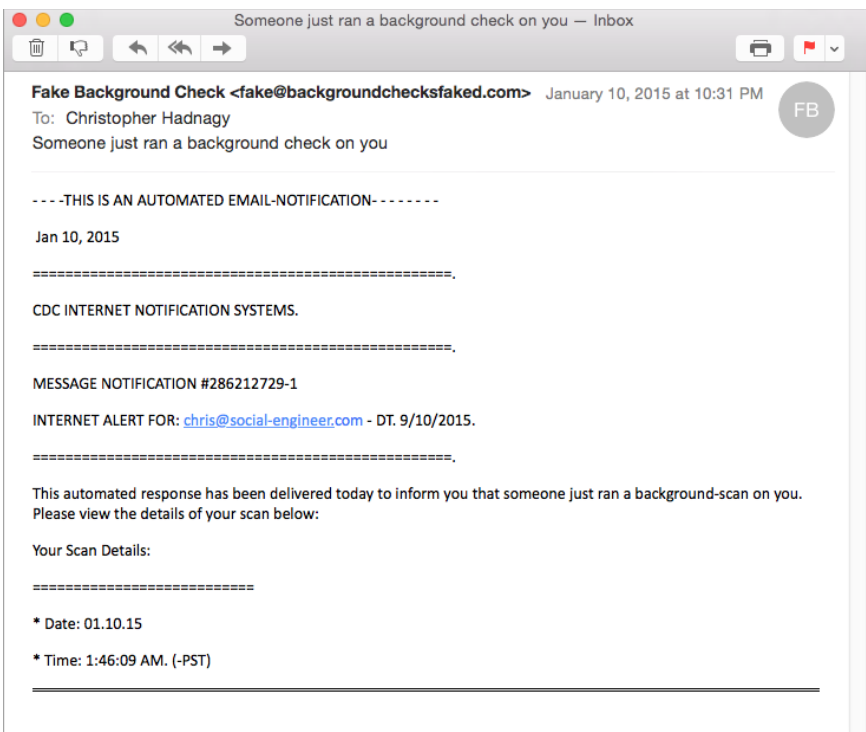 Someone just ran a background check on you — Inbox
Fake Background Check <fake@backgroundchecksfaked.com> January 10, 2015 at 10:31 PM
FB
To: Christopher Hadnagy
Someone just ran a background check on you
- - - -THIS IS AN AUTOMATED EMAIL-NOTIFICATION- - - - - - - -
Jan 10, 2015
===================================================.
CDC INTERNET NOTIFICATION SYSTEMS.
===================================================.
MESSAGE NOTIFICATION #286212729-1
INTERNET ALERT FOR: chris@social-engineer.com - DT. 9/10/2015.
===================================================.
This automated response has been delivered today to inform you that someone just ran a background-scan on you.
Please view the details of your scan below:
Your Scan Details:
===========================
* Date: 01.10.15
* Time: 1:46:09 AM. (-PST)